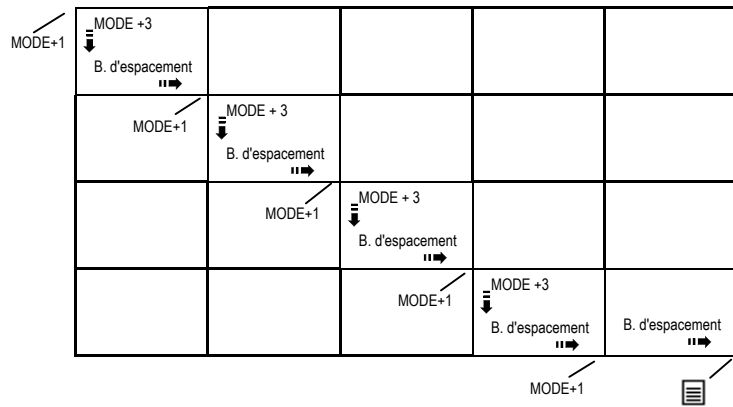 MODE+1
MODE +3
B. d'espacement
MODE+1
MODE + 3
B. d'espacement
MODE+1
MODE + 3
B. d'espacement
MODE+1
MODE +3
B. d'espacement
B. d'espacement
MODE+1